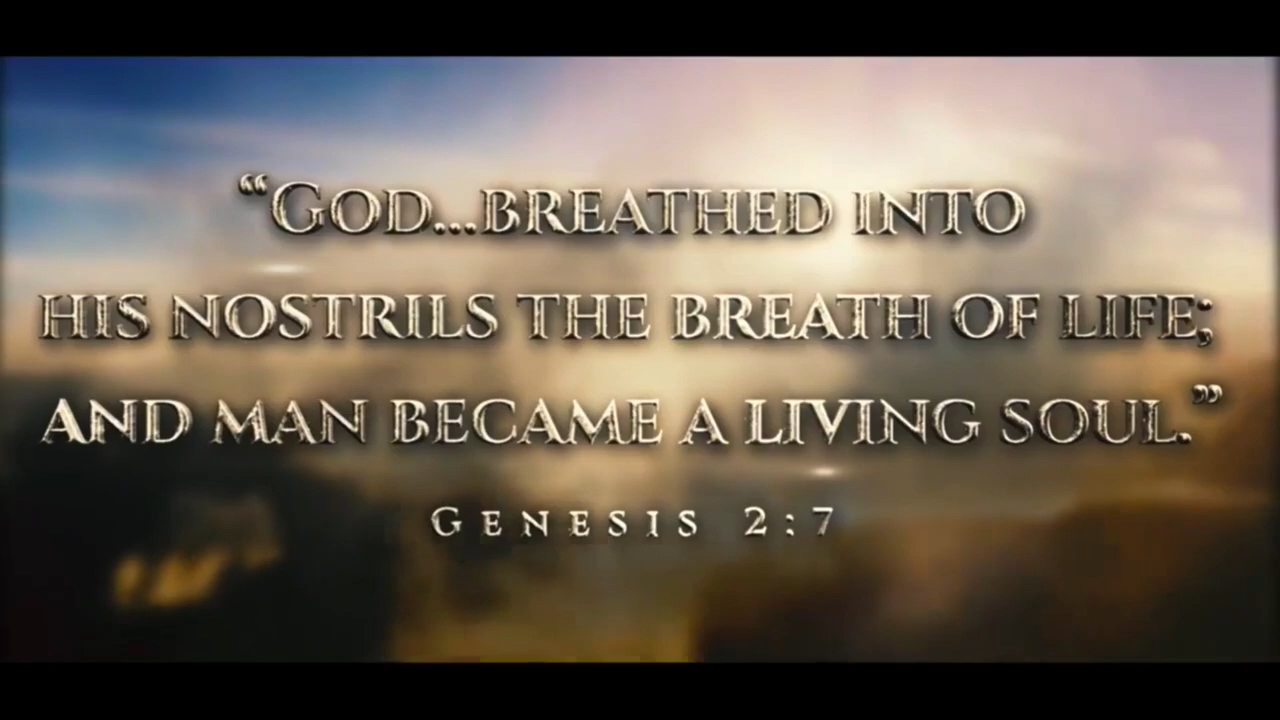 “God...breathed into
his nostrils the breath of life;
and man became a living soul.”
Genesis 2:7